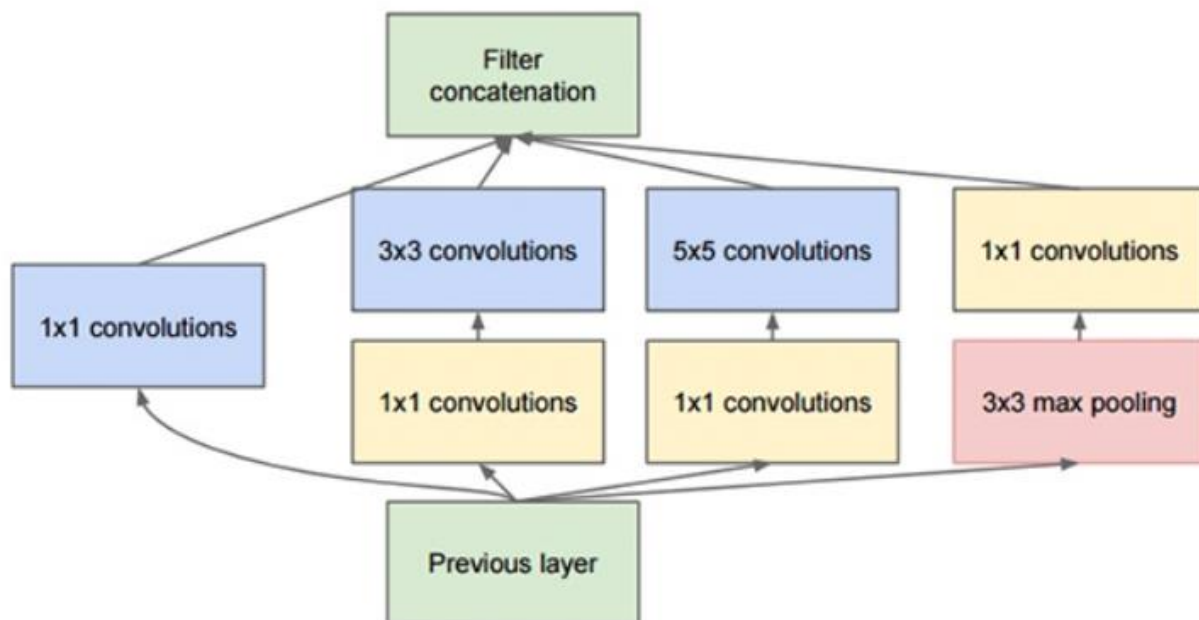 Filter
concatenation
3x3 convolutions
5x5 convolutions
1x1 convolutions
1x1 convolutions
1x1 convolutions
1x1 convolutions
3x3 max pooling
Previous layer